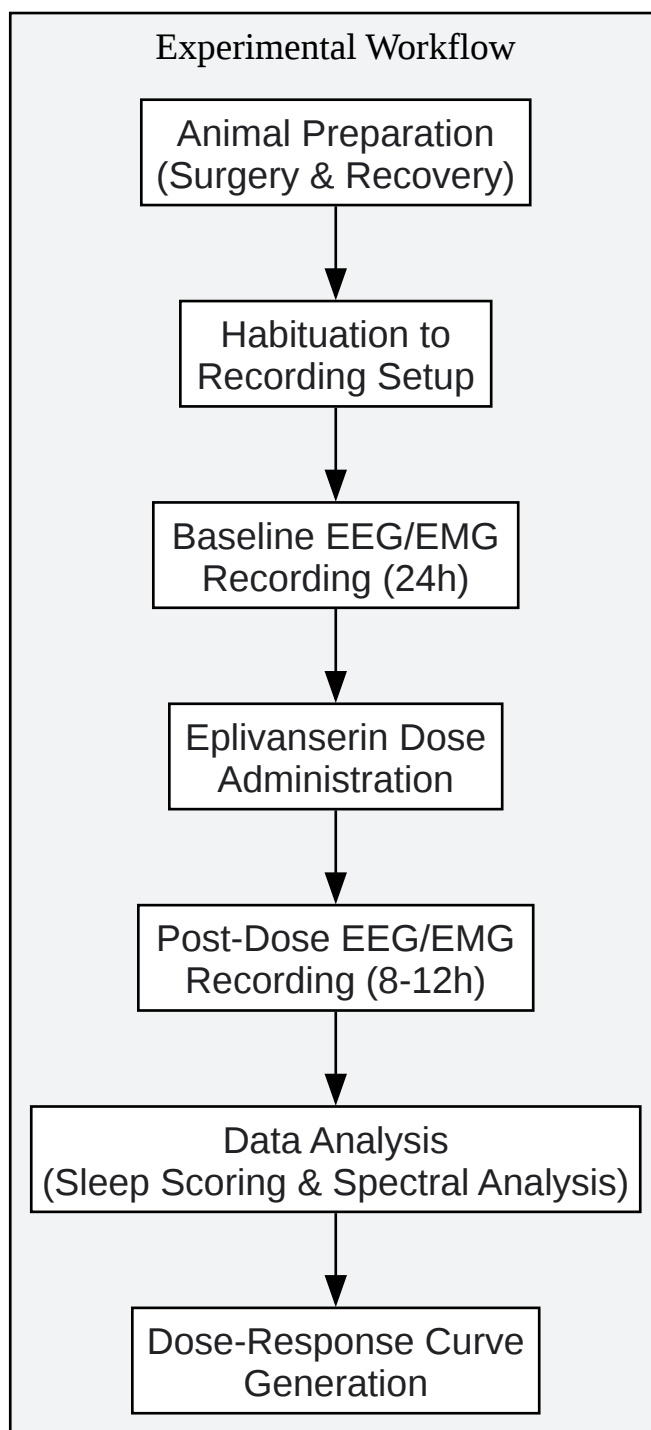 Experimental Workflow
Animal Preparation
(Surgery & Recovery)
Habituation to
Recording Setup
Baseline EEG/EMG
Recording (24h)
Eplivanserin Dose
Administration
Post-Dose EEG/EMG
Recording (8-12h)
Data Analysis
(Sleep Scoring & Spectral Analysis)
Dose-Response Curve
Generation